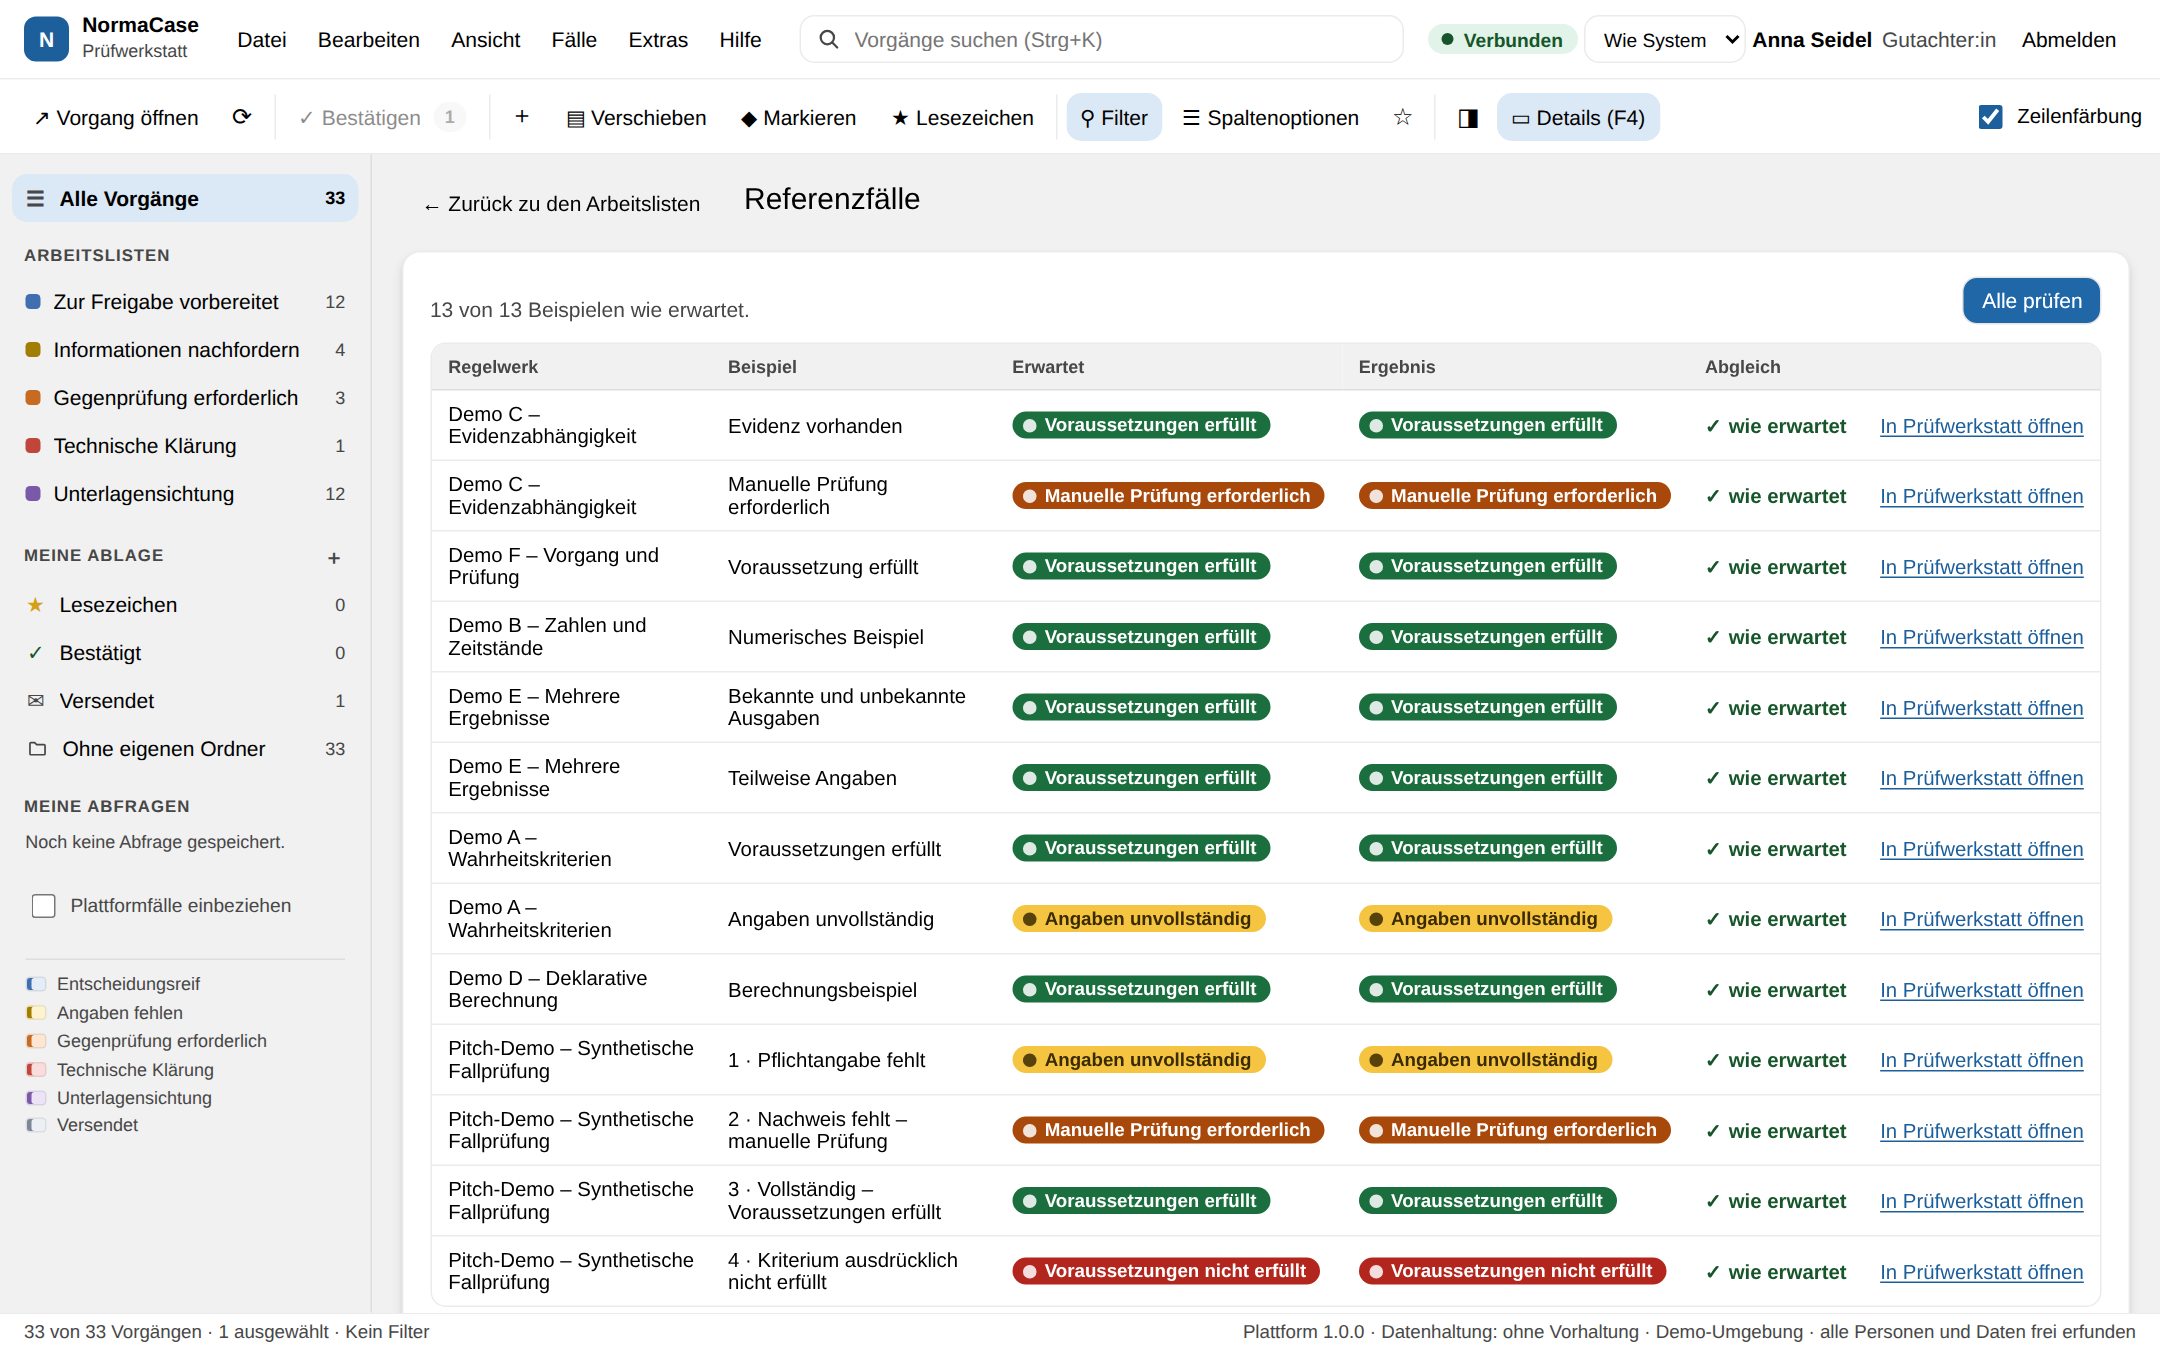 N NormaCase
Prüfwerkstatt
Datei Bearbeiten Ansicht Fälle Extras Hilfe
Vorgänge suchen (Strg+K)
Verbunden
Wie System
Anna Seidel Gutachter:in Abmelden
↗ Vorgang öffnen ⟳ ✓ Bestätigen 1 + ▤ Verschieben ◆ Markieren ★ Lesezeichen ⚲ Filter ☰ Spaltenoptionen ☆ ◨ ▭ Details (F4) Zeilenfärbung
☰ Alle Vorgänge 33
ARBEITSLISTEN
Zur Freigabe vorbereitet 12
Informationen nachfordern 4
Gegenprüfung erforderlich 3
Technische Klärung 1
Unterlagensichtung 12
MEINE ABLAGE +
★ Lesezeichen 0
✓ Bestätigt 0
✉ Versendet 1
Ohne eigenen Ordner 33
MEINE ABFRAGEN
Noch keine Abfrage gespeichert.
Plattformfälle einbeziehen
Entscheidungsreif
Angaben fehlen
Gegenprüfung erforderlich
Technische Klärung
Unterlagensichtung
Versendet
← Zurück zu den Arbeitslisten Referenzfälle
13 von 13 Beispielen wie erwartet.
Alle prüfen
Regelwerk Beispiel Erwartet Ergebnis Abgleich
Demo C –
Evidenzabhängigkeit
Evidenz vorhanden Voraussetzungen erfüllt Voraussetzungen erfüllt ✓ wie erwartet In Prüfwerkstatt öffnen
Demo C –
Evidenzabhängigkeit
Manuelle Prüfung
erforderlich
Manuelle Prüfung erforderlich Manuelle Prüfung erforderlich ✓ wie erwartet In Prüfwerkstatt öffnen
Demo F – Vorgang und
Prüfung
Voraussetzung erfüllt Voraussetzungen erfüllt Voraussetzungen erfüllt ✓ wie erwartet In Prüfwerkstatt öffnen
Demo B – Zahlen und
Zeitstände
Numerisches Beispiel Voraussetzungen erfüllt Voraussetzungen erfüllt ✓ wie erwartet In Prüfwerkstatt öffnen
Demo E – Mehrere
Ergebnisse
Bekannte und unbekannte
Ausgaben
Voraussetzungen erfüllt Voraussetzungen erfüllt ✓ wie erwartet In Prüfwerkstatt öffnen
Demo E – Mehrere
Ergebnisse
Teilweise Angaben Voraussetzungen erfüllt Voraussetzungen erfüllt ✓ wie erwartet In Prüfwerkstatt öffnen
Demo A –
Wahrheitskriterien
Voraussetzungen erfüllt Voraussetzungen erfüllt Voraussetzungen erfüllt ✓ wie erwartet In Prüfwerkstatt öffnen
Demo A –
Wahrheitskriterien
Angaben unvollständig Angaben unvollständig Angaben unvollständig ✓ wie erwartet In Prüfwerkstatt öffnen
Demo D – Deklarative
Berechnung
Berechnungsbeispiel Voraussetzungen erfüllt Voraussetzungen erfüllt ✓ wie erwartet In Prüfwerkstatt öffnen
Pitch-Demo – Synthetische
Fallprüfung
1 · Pflichtangabe fehlt Angaben unvollständig Angaben unvollständig ✓ wie erwartet In Prüfwerkstatt öffnen
Pitch-Demo – Synthetische
Fallprüfung
2 · Nachweis fehlt –
manuelle Prüfung
Manuelle Prüfung erforderlich Manuelle Prüfung erforderlich ✓ wie erwartet In Prüfwerkstatt öffnen
Pitch-Demo – Synthetische
Fallprüfung
3 · Vollständig –
Voraussetzungen erfüllt
Voraussetzungen erfüllt Voraussetzungen erfüllt ✓ wie erwartet In Prüfwerkstatt öffnen
Pitch-Demo – Synthetische
Fallprüfung
4 · Kriterium ausdrücklich
nicht erfüllt
Voraussetzungen nicht erfüllt Voraussetzungen nicht erfüllt ✓ wie erwartet In Prüfwerkstatt öffnen
33 von 33 Vorgängen · 1 ausgewählt · Kein Filter
Plattform 1.0.0 · Datenhaltung: ohne Vorhaltung · Demo-Umgebung · alle Personen und Daten frei erfunden